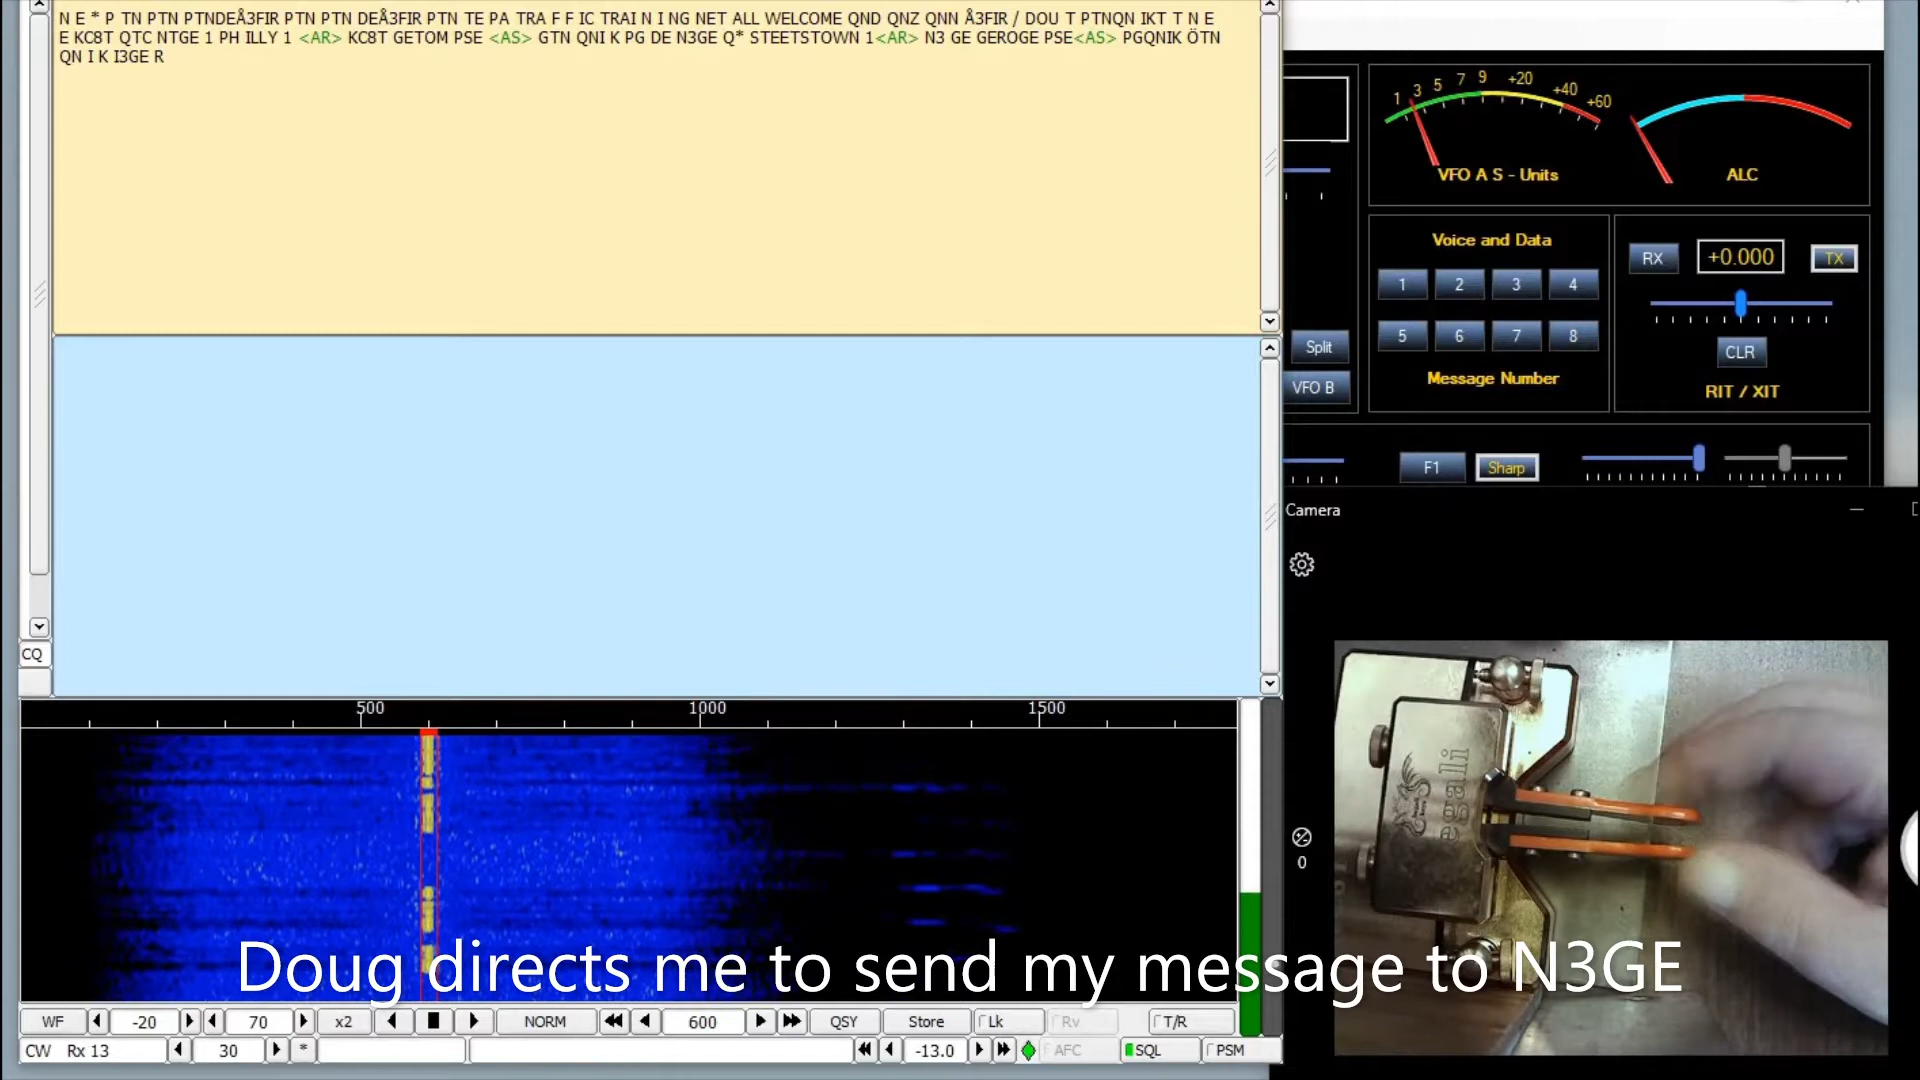 N E * P TN PTN PTNDEÅ3FIR PTN PTN DEÅ3FIR PTN TE PA TRA F F IC TRAI N I NG NET ALL WELCOME QND QNZ QNN Å3FIR / DOU T PTNQN IKT T N E
E KC8T QTC NTGE 1 PH ILLY 1 <AR> KC8T GETOM PSE <AS> GTN QNI K PG DE N3GE Q* STEETSTOWN 1<AR> N3 GE GEROGE PSE<AS> PGQNIK ÖTN
QN I K I3GE R
1 3 5 7 9 +20 +40 +60
VFO A S - Units
ALC
Voice and Data
1 2 3 4
5 6 7 8
Message Number
RX +0.000 TX
CLR
RIT / XIT
Split
VFO B
F1 Sharp
Camera
0
egali
CQ
500 1000 1500
Doug directs me to send my message to N3GE
WF -20 70 x2 NORM 600 QSY Store Lk Rv T/R
CW Rx 13 30 * -13.0 AFC SQL PSM